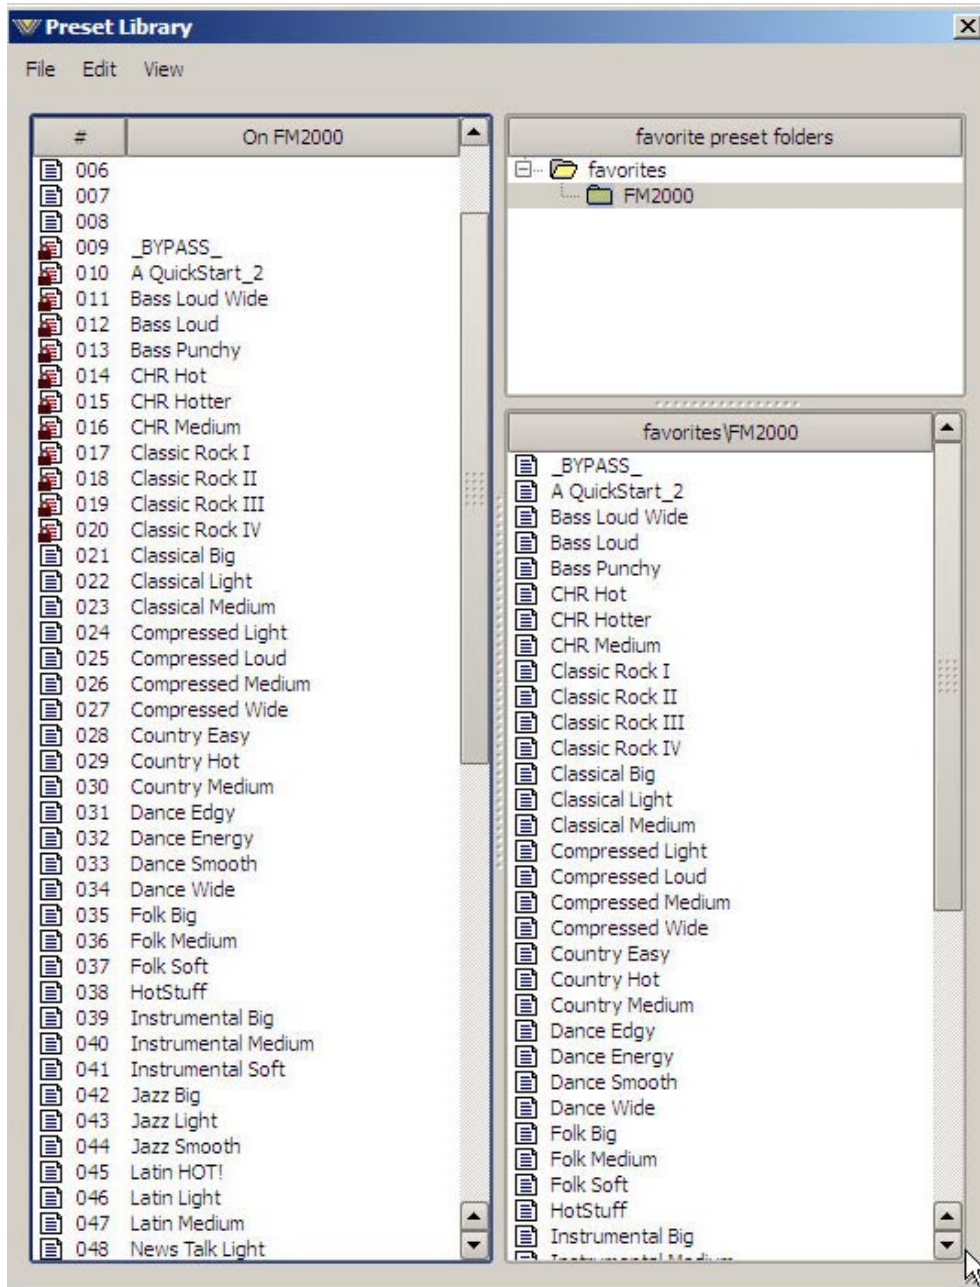 Preset Library
File Edit View
# On FM2000
006
007
008
009 _BYPASS_
010 A QuickStart_2
011 Bass Loud Wide
012 Bass Loud
013 Bass Punchy
014 CHR Hot
015 CHR Hotter
016 CHR Medium
017 Classic Rock I
018 Classic Rock II
019 Classic Rock III
020 Classic Rock IV
021 Classical Big
022 Classical Light
023 Classical Medium
024 Compressed Light
025 Compressed Loud
026 Compressed Medium
027 Compressed Wide
028 Country Easy
029 Country Hot
030 Country Medium
031 Dance Edgy
032 Dance Energy
033 Dance Smooth
034 Dance Wide
035 Folk Big
036 Folk Medium
037 Folk Soft
038 HotStuff
039 Instrumental Big
040 Instrumental Medium
041 Instrumental Soft
042 Jazz Big
043 Jazz Light
044 Jazz Smooth
045 Latin HOT!
046 Latin Light
047 Latin Medium
048 News Talk Light
favorite preset folders
favorites
FM2000
favorites\FM2000
_BYPASS_
A QuickStart_2
Bass Loud Wide
Bass Loud
Bass Punchy
CHR Hot
CHR Hotter
CHR Medium
Classic Rock I
Classic Rock II
Classic Rock III
Classic Rock IV
Classical Big
Classical Light
Classical Medium
Compressed Light
Compressed Loud
Compressed Medium
Compressed Wide
Country Easy
Country Hot
Country Medium
Dance Edgy
Dance Energy
Dance Smooth
Dance Wide
Folk Big
Folk Medium
Folk Soft
HotStuff
Instrumental Big
Instrumental Medium